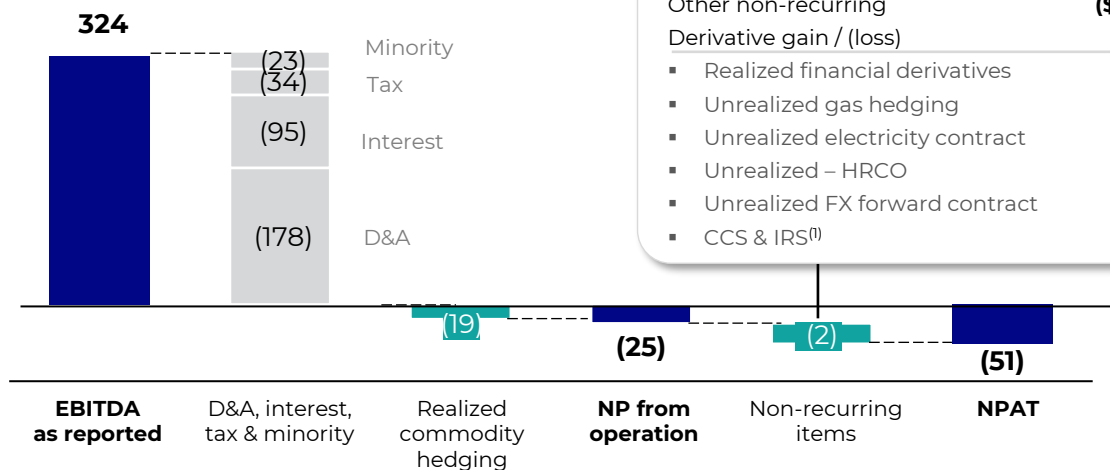 324
Other non-recurring
($
Derivative gain / (loss)
▪ Realized financial derivatives
▪ Unrealized gas hedging
▪ Unrealized electricity contract
▪ Unrealized – HRCO
▪ Unrealized FX forward contract
▪ CCS & IRS(1)
(23)
Minority
(34)
Tax
(95)
Interest
(178)
D&A
(19)
(25)
(2)
(51)
EBITDA
as reported
D&A, interest,
tax & minority
Realized
commodity
hedging
NP from
operation
Non-recurring
items
NPAT